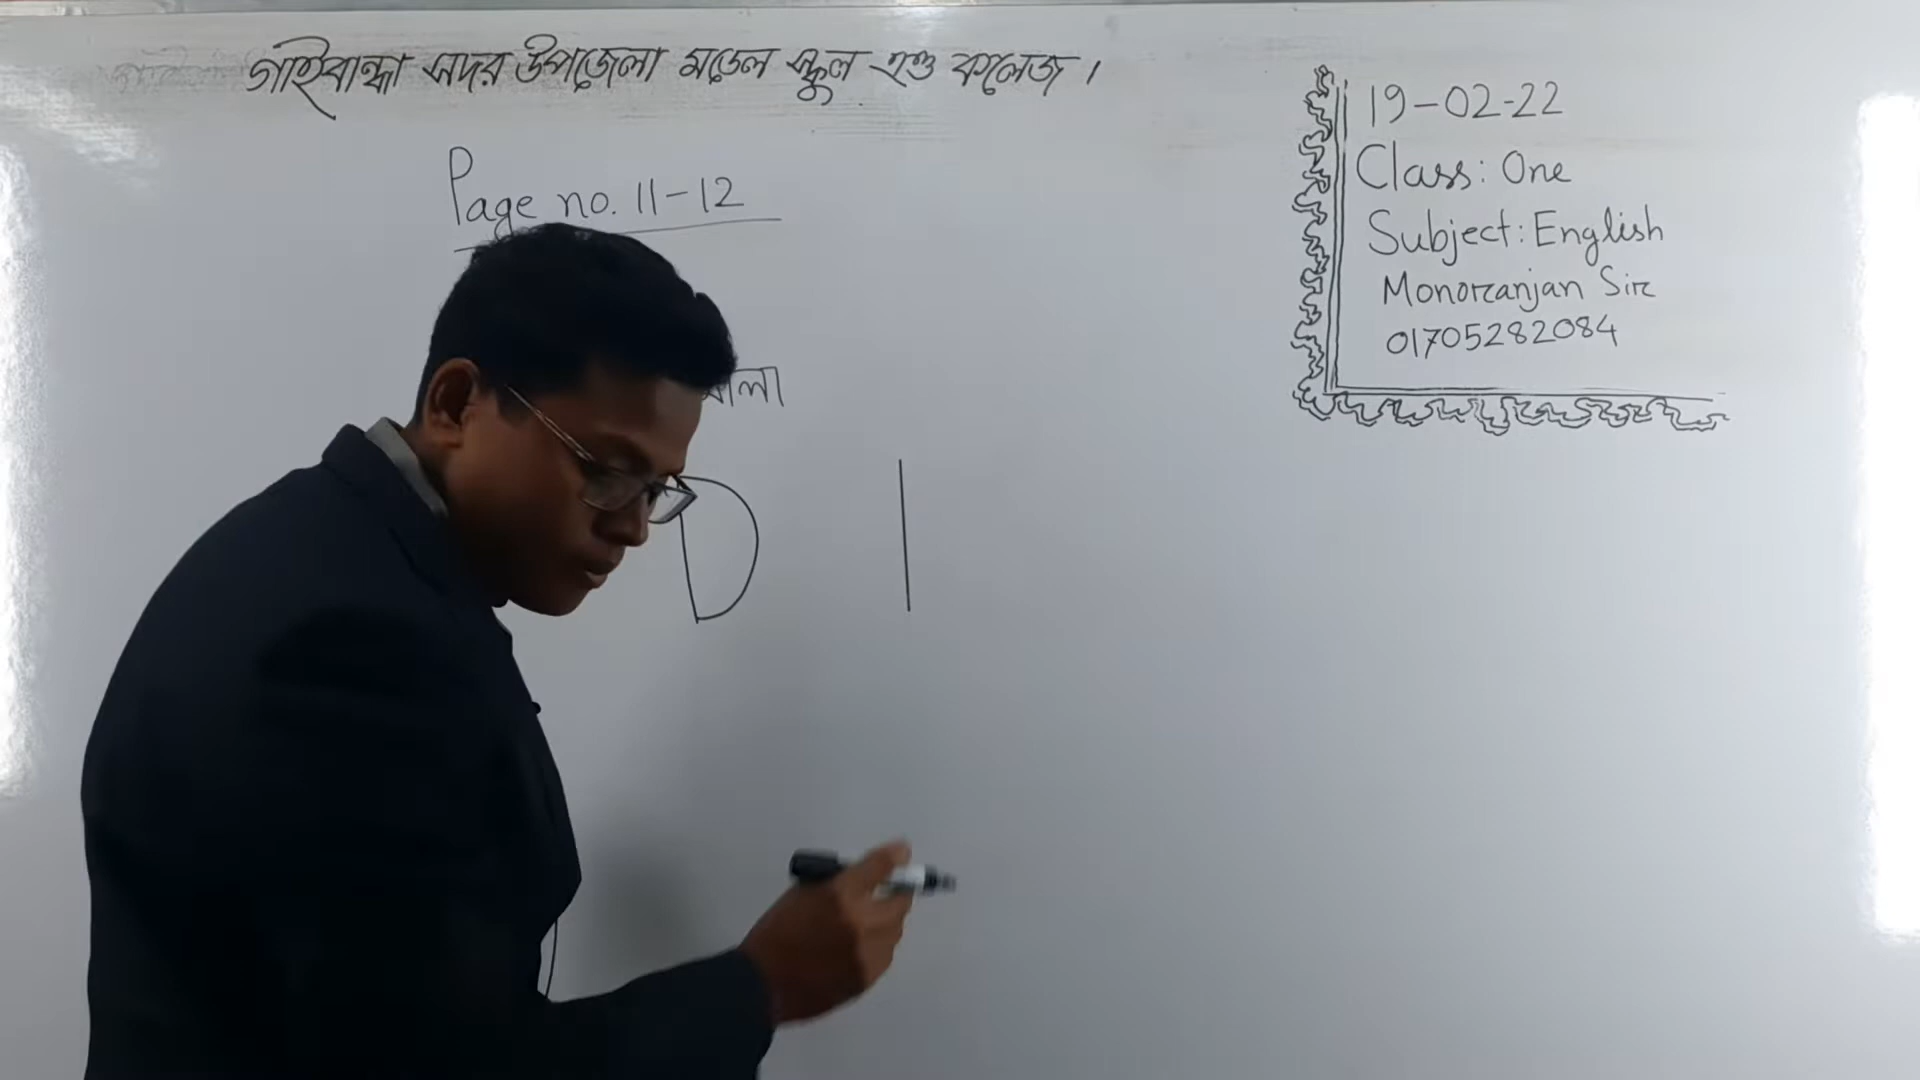 গাইবান্ধা সদর উপজেলা মডেল স্কুল এণ্ড কলেজ।
Page no. 11-12
19-02-22
Class: One
Subject: English
Monoranjan Sir
01705282084
D |